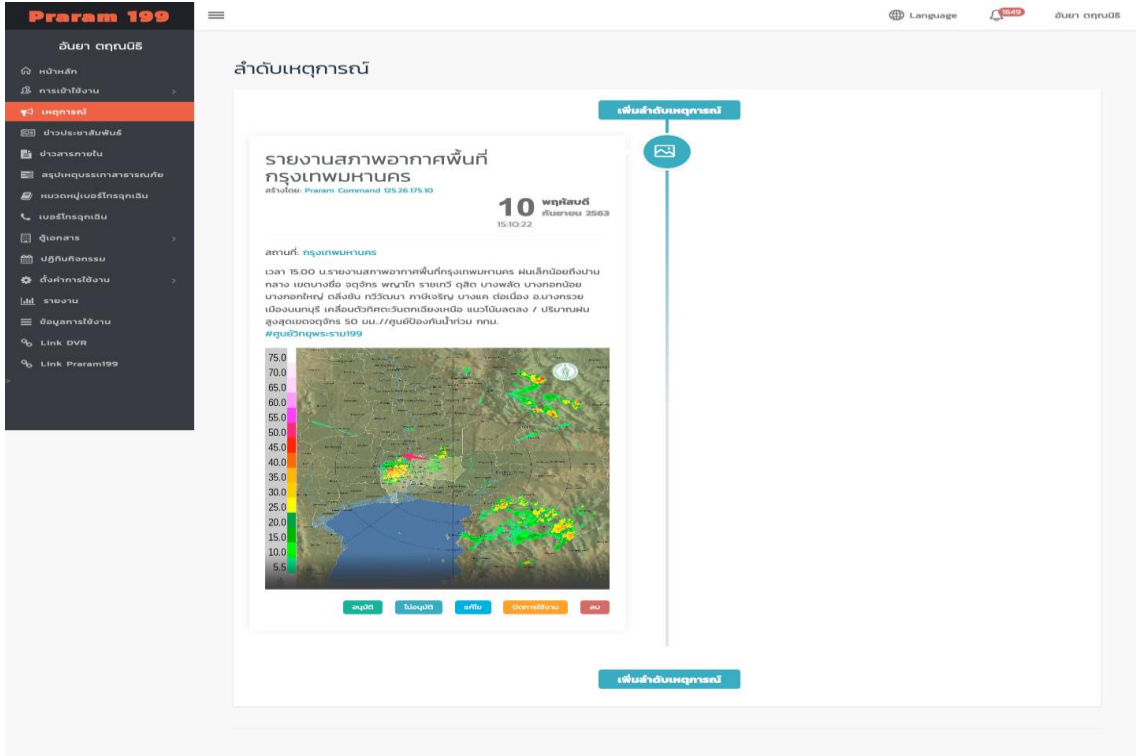 Praram 199
Language
1649
อันยา ตฤณนิธิ
อันยา ตฤณนิธิ
หน้าหลัก
การเข้าใช้งาน
เหตุการณ์
ข่าวประชาสัมพันธ์
ข่าวสารภายใน
สรุปเหตุบรรเทาสาธารณภัย
หมวดหมู่เบอร์โทรฉุกเฉิน
เบอร์โทรฉุกเฉิน
ตู้เอกสาร
ปฏิทินกิจกรรม
ตั้งค่าการใช้งาน
รายงาน
ข้อมูลการใช้งาน
Link DVR
Link Praram199
ลำดับเหตุการณ์
เพิ่มลำดับเหตุการณ์
รายงานสภาพอากาศพื้นที่
กรุงเทพมหานคร
สร้างโดย: Praram Command 125.26.175.10
10 พฤหัสบดี
กันยายน 2563
15:10:22
สถานที่: กรุงเทพมหานคร
เวลา 15.00 น.รายงานสภาพอากาศพื้นที่กรุงเทพมหานคร ฝนเล็กน้อยถึงปาน
กลาง เขตบางซื่อ จตุจักร พญาไท ราชเทวี ดุสิต บางพลัด บางกอกน้อย
บางกอกใหญ่ ตลิ่งชัน ทวีวัฒนา ภาษีเจริญ บางแค ต่อเนื่อง อ.บางกรวย
เมืองนนทบุรี เคลื่อนตัวทิศตะวันตกเฉียงเหนือ แนวโน้มลดลง / ปริมาณฝน
สูงสุดเขตจตุจักร 50 มม.//ศูนย์ป้องกันน้ำท่วม กทม.
#ศูนย์วิทยุพระราม199
75.0
70.0
65.0
60.0
55.0
50.0
45.0
40.0
35.0
30.0
25.0
20.0
15.0
10.0
5.5
อนุมัติ
ไม่อนุมัติ
แก้ไข
ปิดการใช้งาน
ลบ
เพิ่มลำดับเหตุการณ์